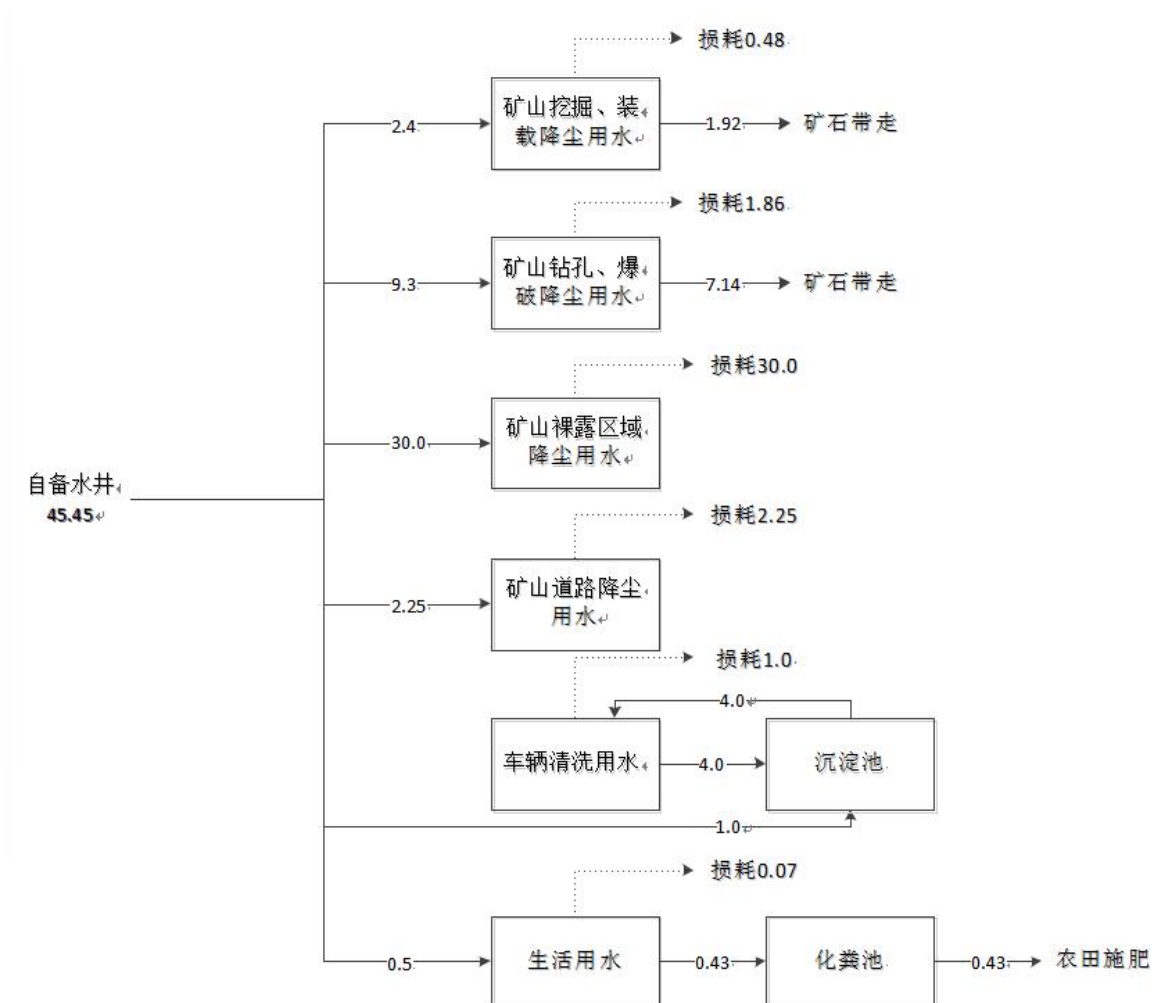 损耗0.48
矿山挖掘、装
载降尘用水
2.4
1.92
矿石带走
损耗1.86
矿山钻孔、爆
破降尘用水
9.3
7.14
矿石带走
损耗30.0
矿山裸露区域
降尘用水
30.0
自备水井
45.45
损耗2.25
矿山道路降尘
用水
2.25
损耗1.0
4.0
车辆清洗用水
4.0
沉淀池
1.0
损耗0.07
0.5
生活用水
0.43
化粪池
0.43
农田施肥